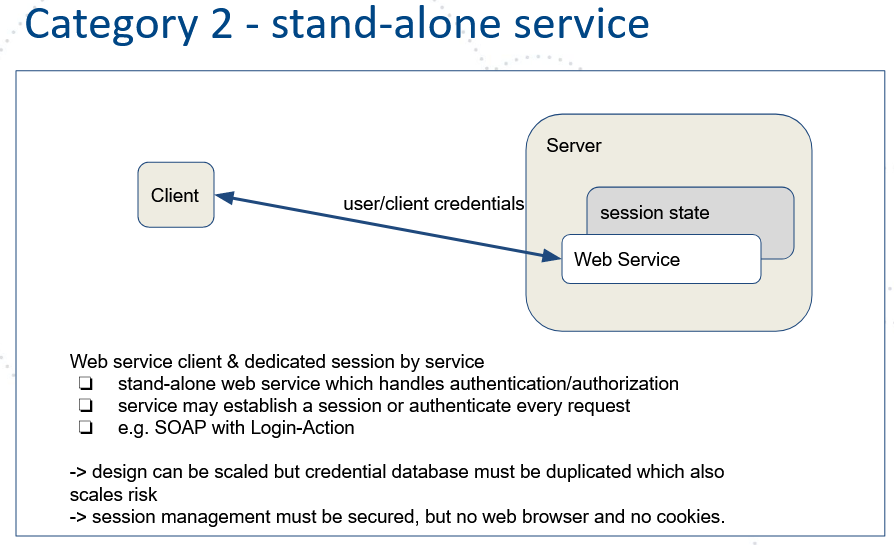 Category 2 - stand-alone service
Server
Client
user/client credentials
session state
Web Service
Web service client & dedicated session by service
❏ stand-alone web service which handles authentication/authorization
❏ service may establish a session or authenticate every request
❏ e.g. SOAP with Login-Action
-> design can be scaled but credential database must be duplicated which also
scales risk
-> session management must be secured, but no web browser and no cookies.